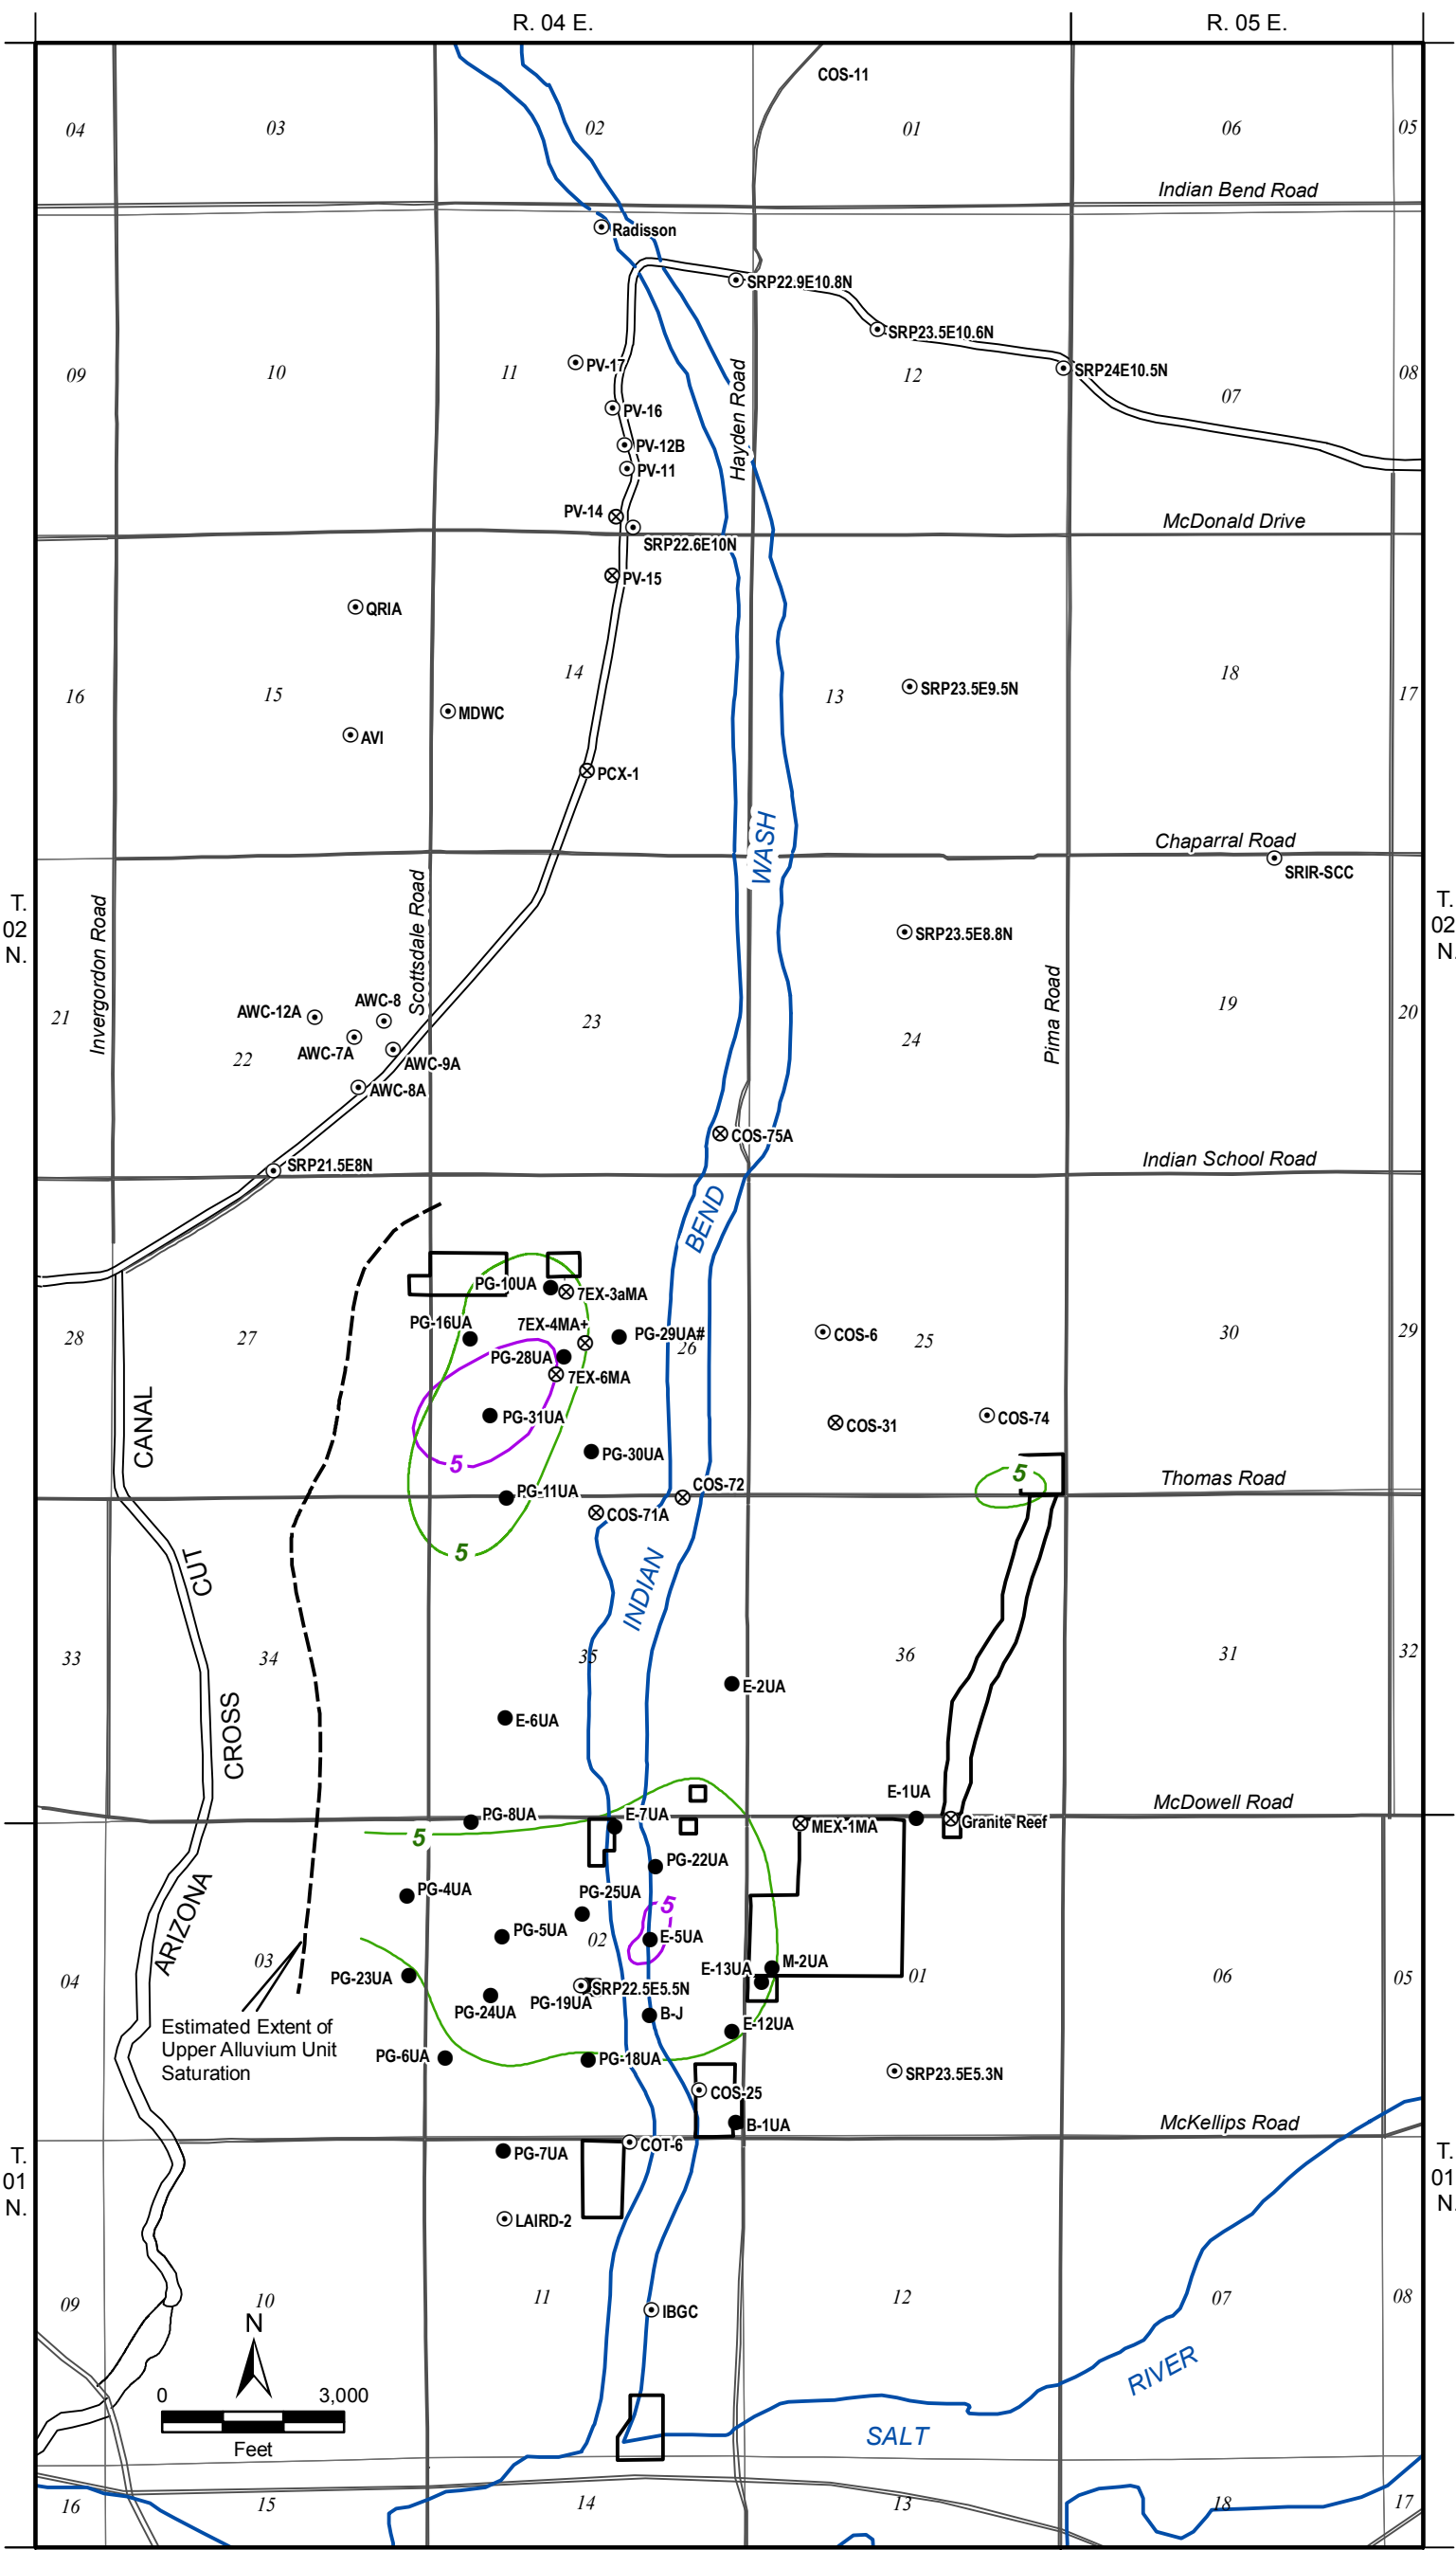 R. 04 E.
R. 05 E.
COS-11
04
03
02
01
06
05
Indian Bend Road
Radisson
SRP22.9E10.8N
SRP23.5E10.6N
PV-17
SRP24E10.5N
09
10
11
12
07
08
Hayden Road
PV-16
PV-12B
PV-11
PV-14
McDonald Drive
SRP22.6E10N
PV-15
QRIA
14
18
16
15
13
17
SRP23.5E9.5N
MDWC
AVI
PCX-1
WASH
Chaparral Road
SRIR-SCC
T.
02
N.
T.
02
N.
Invergordon Road
Scottsdale Road
SRP23.5E8.8N
Pima Road
AWC-8
AWC-12A
21
23
19
20
AWC-7A
22
24
AWC-9A
AWC-8A
COS-75A
SRP21.5E8N
Indian School Road
BEND
PG-10UA
7EX-3aMA
PG-16UA
7EX-4MA+
PG-29UA#
COS-6
28
27
26
25
30
29
PG-28UA
7EX-6MA
PG-31UA
COS-74
COS-31
CANAL
PG-30UA
5
5
Thomas Road
COS-72
PG-11UA
COS-71A
5
CUT
INDIAN
33
34
35
36
31
32
E-2UA
E-6UA
CROSS
E-1UA
McDowell Road
PG-8UA
E-7UA
MEX-1MA
Granite Reef
5
PG-22UA
PG-4UA
PG-25UA
5
ARIZONA
PG-5UA
02
E-5UA
03
M-2UA
E-13UA
04
PG-23UA
01
06
05
SRP22.5E5.5N
PG-19UA
PG-24UA
B-J
E-12UA
Estimated Extent of
Upper Alluvium Unit
Saturation
PG-6UA
PG-18UA
SRP23.5E5.3N
COS-25
B-1UA
McKellips Road
COT-6
PG-7UA
T.
01
N.
T.
01
N.
LAIRD-2
IBGC
09
10
11
12
07
08
N
RIVER
0
3,000
Feet
SALT
16
15
14
13
18
17